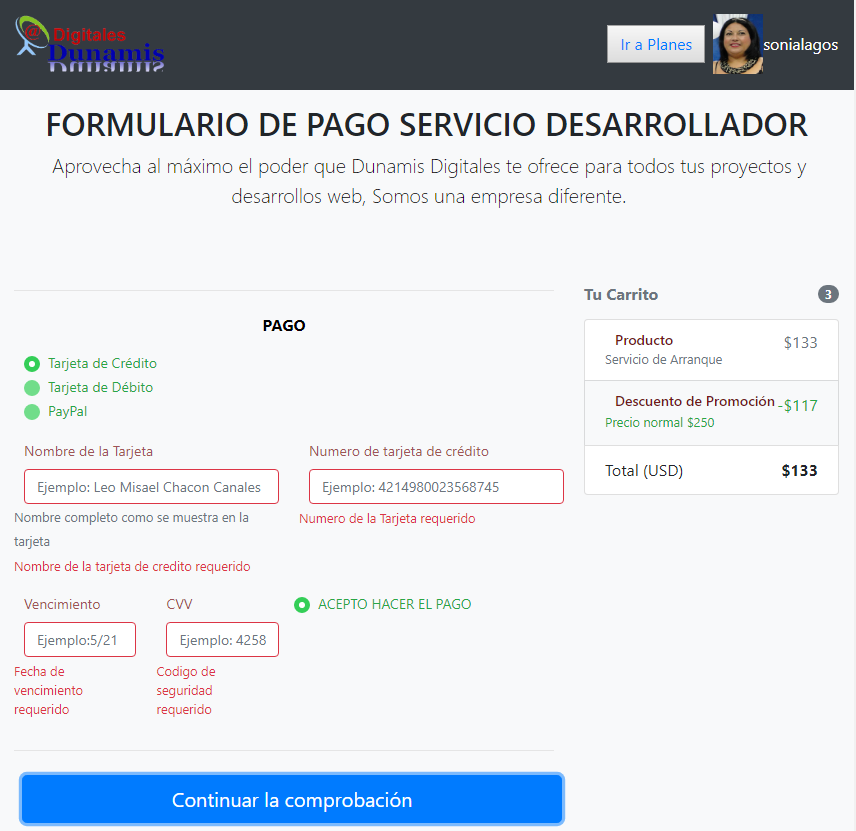 @
Digitales
Dunamis
Ir a Planes
sonialagos
FORMULARIO DE PAGO SERVICIO DESARROLLADOR
Aprovecha al máximo el poder que Dunamis Digitales te ofrece para todos tus proyectos y
desarrollos web, Somos una empresa diferente.
PAGO
Tarjeta de Crédito
Tarjeta de Débito
PayPal
Nombre de la Tarjeta
Ejemplo: Leo Misael Chacon Canales
Nombre completo como se muestra en la
tarjeta
Nombre de la tarjeta de credito requerido
Numero de tarjeta de crédito
Ejemplo: 4214980023568745
Numero de la Tarjeta requerido
Vencimiento
Ejemplo:5/21
Fecha de
vencimiento
requerido
CVV
Ejemplo: 4258
Codigo de
seguridad
requerido
ACEPTO HACER EL PAGO
Continuar la comprobación
Tu Carrito
3
Producto
$133
Servicio de Arranque
Descuento de Promoción
-$117
Precio normal $250
Total (USD)
$133